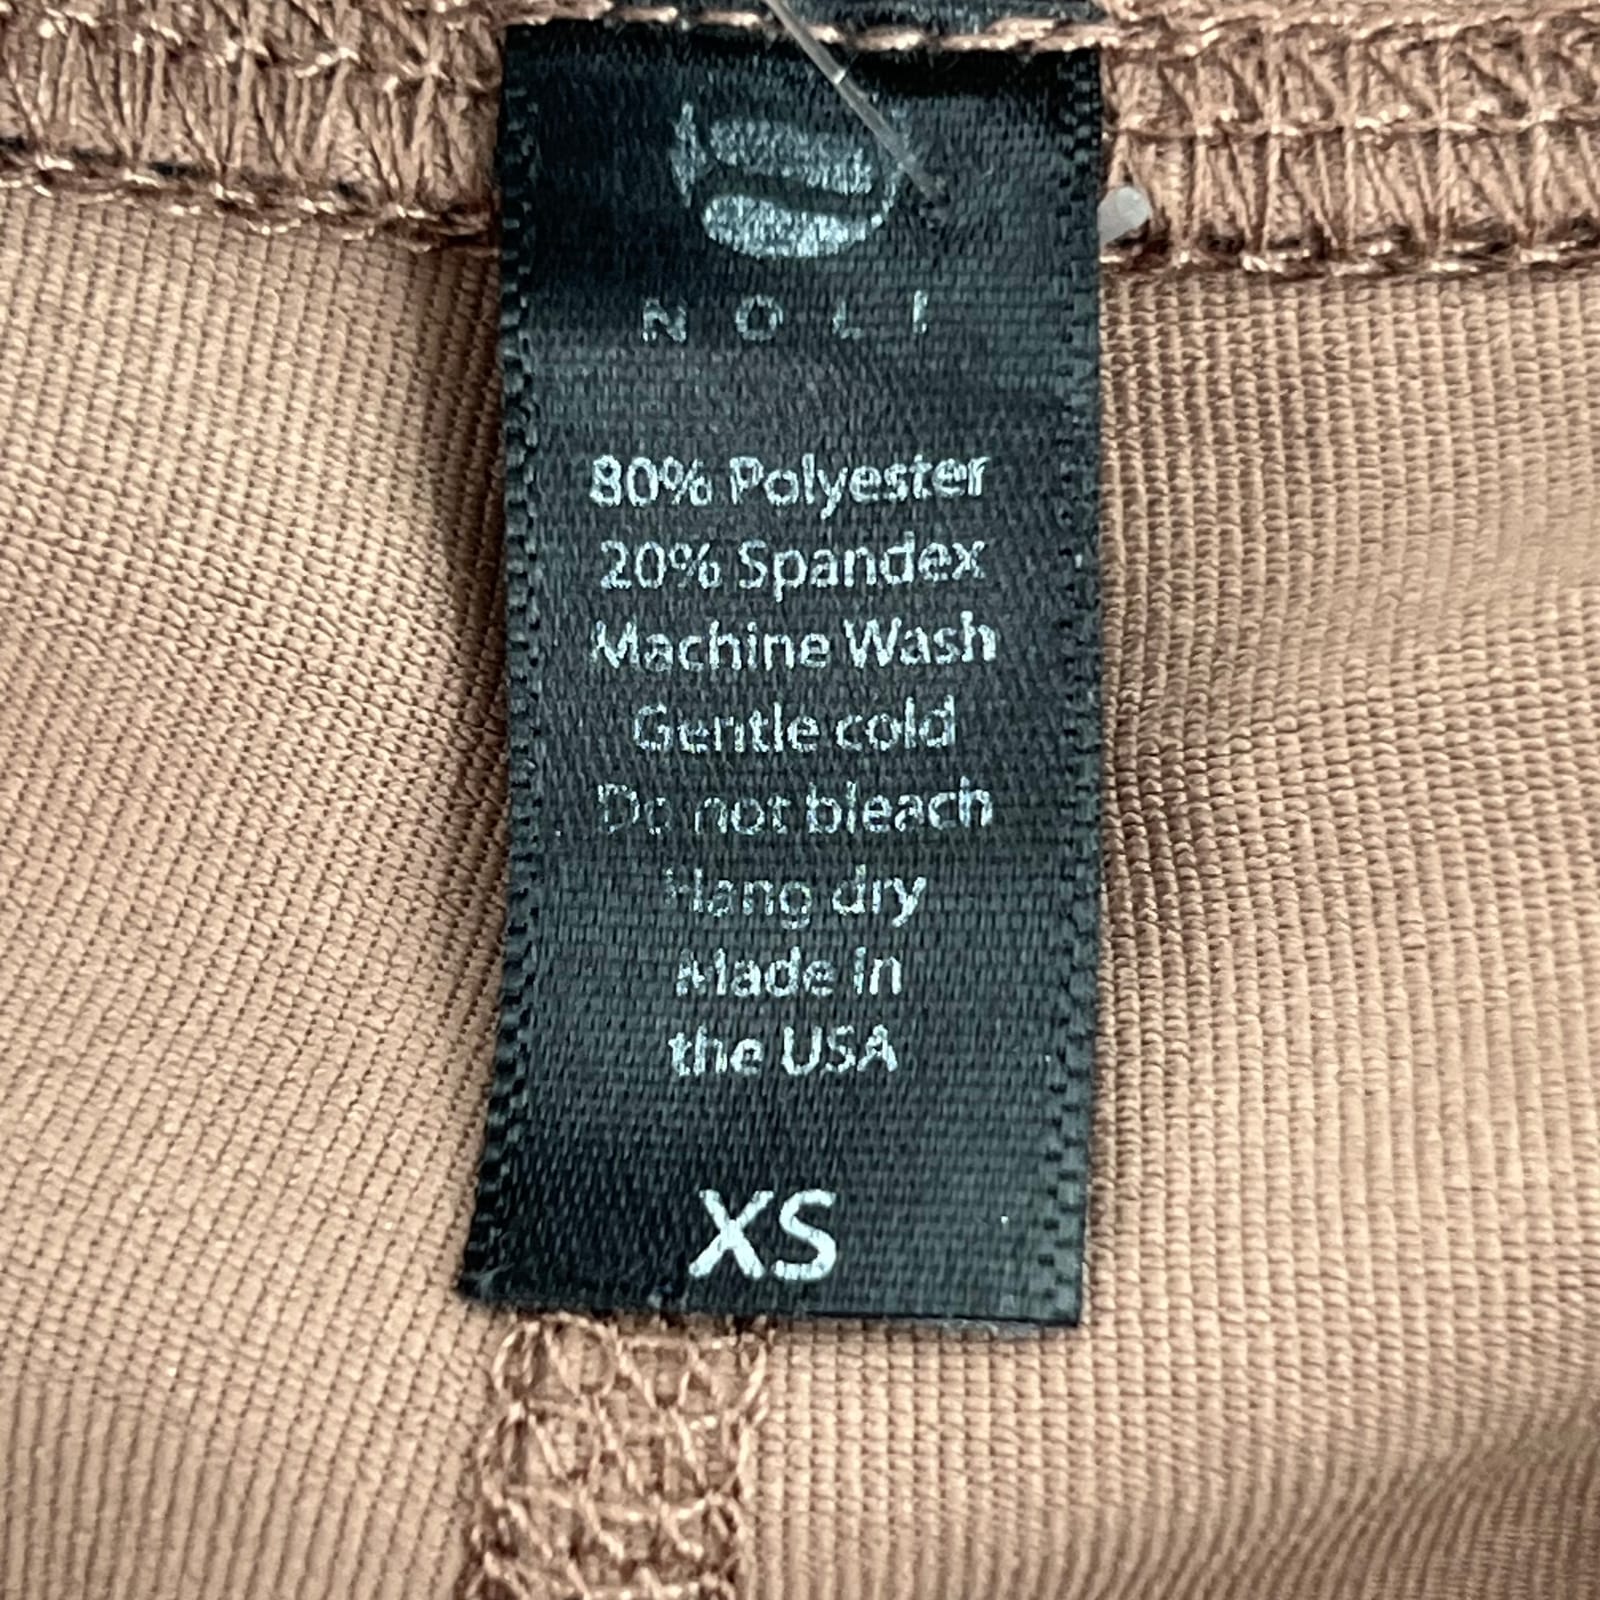 NOLI
80% Polyester
20% Spandex
Machine Wash
Gentle cold
Do not bleach
Hang dry
Made in
the USA
XS